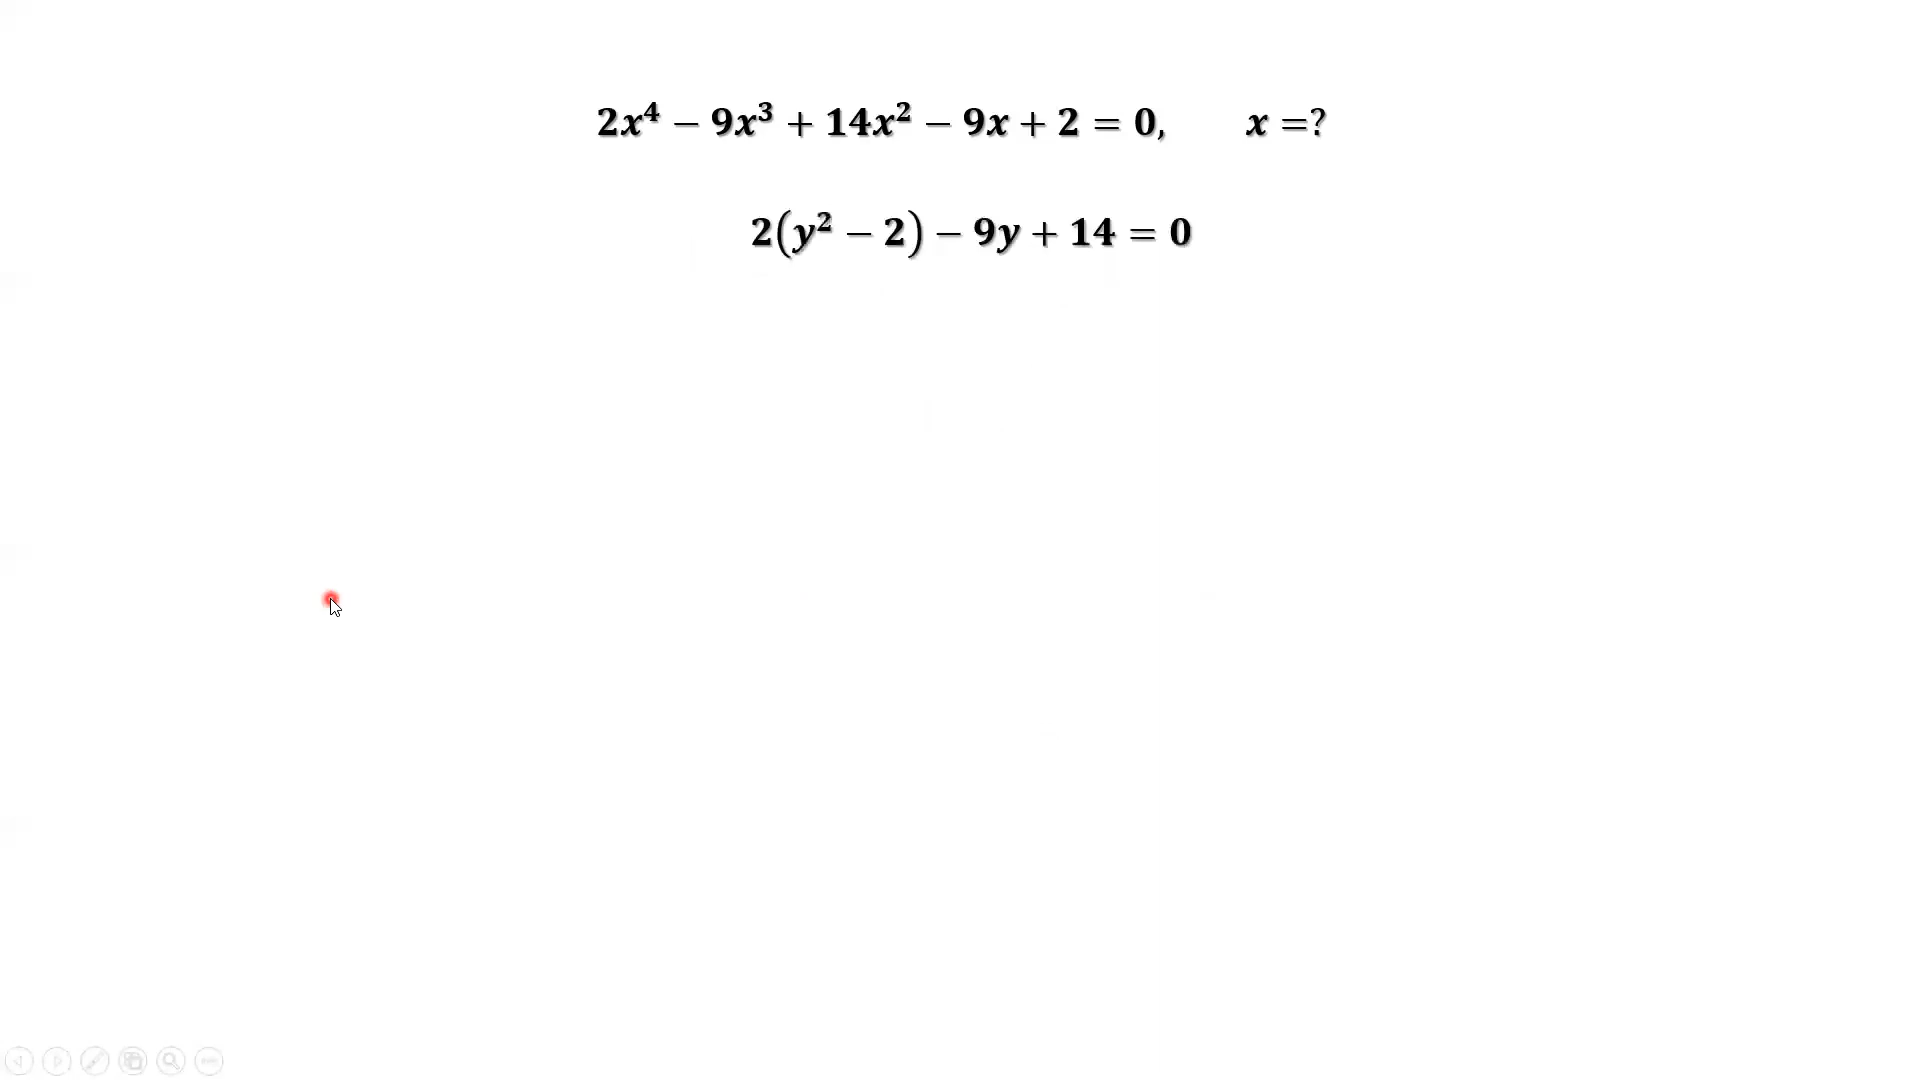 2x⁴ − 9x³ + 14x² − 9x + 2 = 0, x =?
2(y² − 2) − 9y + 14 = 0